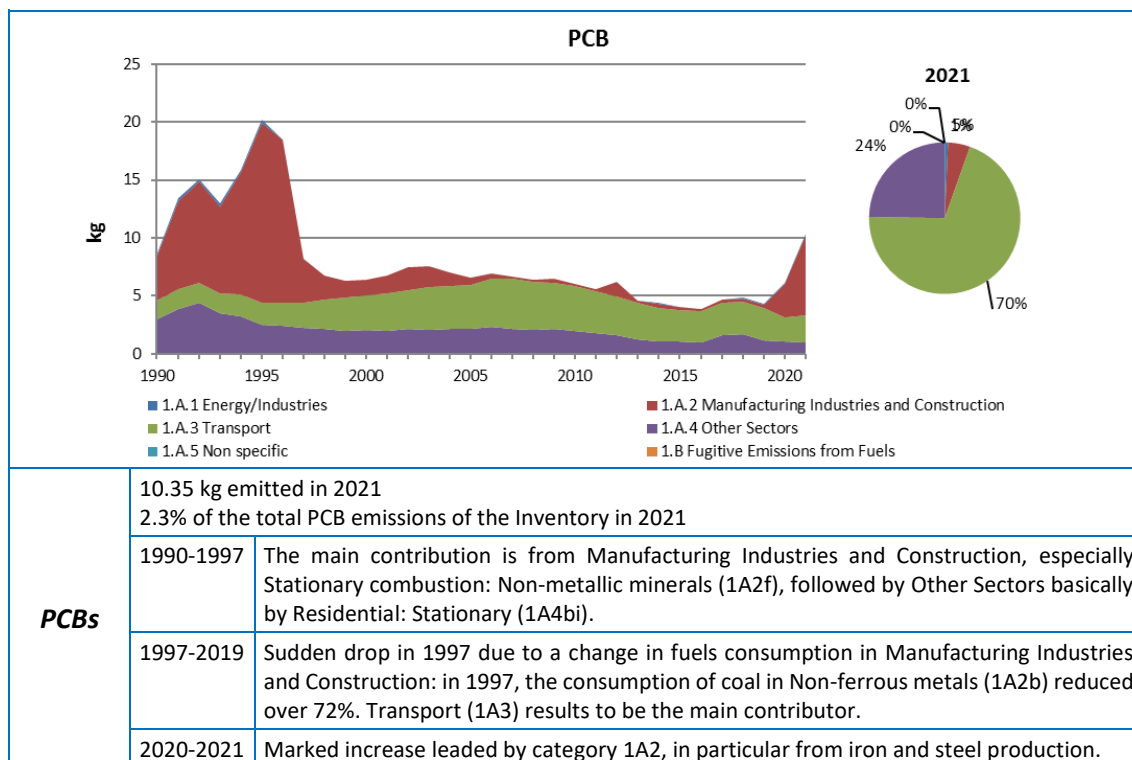 PCB
25
20
15
10
5
0
kg
1990
1995
2000
2005
2010
2015
2020
2021
0%
0%
24%
70%
1.A.1 Energy/Industries
1.A.2 Manufacturing Industries and Construction
1.A.3 Transport
1.A.4 Other Sectors
1.A.5 Non specific
1.B Fugitive Emissions from Fuels
PCBs
10.35 kg emitted in 2021
2.3% of the total PCB emissions of the Inventory in 2021
1990-1997
The main contribution is from Manufacturing Industries and Construction, especially
Stationary combustion: Non-metallic minerals (1A2f), followed by Other Sectors basically
by Residential: Stationary (1A4bi).
1997-2019
Sudden drop in 1997 due to a change in fuels consumption in Manufacturing Industries
and Construction: in 1997, the consumption of coal in Non-ferrous metals (1A2b) reduced
over 72%. Transport (1A3) results to be the main contributor.
2020-2021
Marked increase leaded by category 1A2, in particular from iron and steel production.